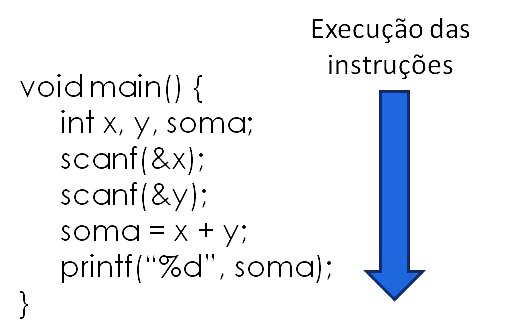 Execução das
instruções
void main() {
int x, y, soma;
scanf(&x);
scanf(&y);
soma = x + y;
printf(“%d”, soma);
}